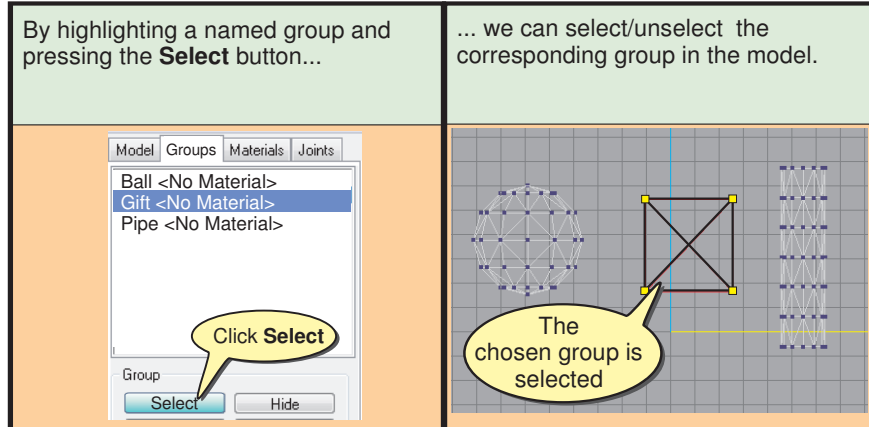 By highlighting a named group and
pressing the Select button...
... we can select/unselect the
corresponding group in the model.
Model Groups Materials Joints
Ball <No Material>
Gift <No Material>
Pipe <No Material>
Click Select
Group
Select Hide
The
chosen group is
selected